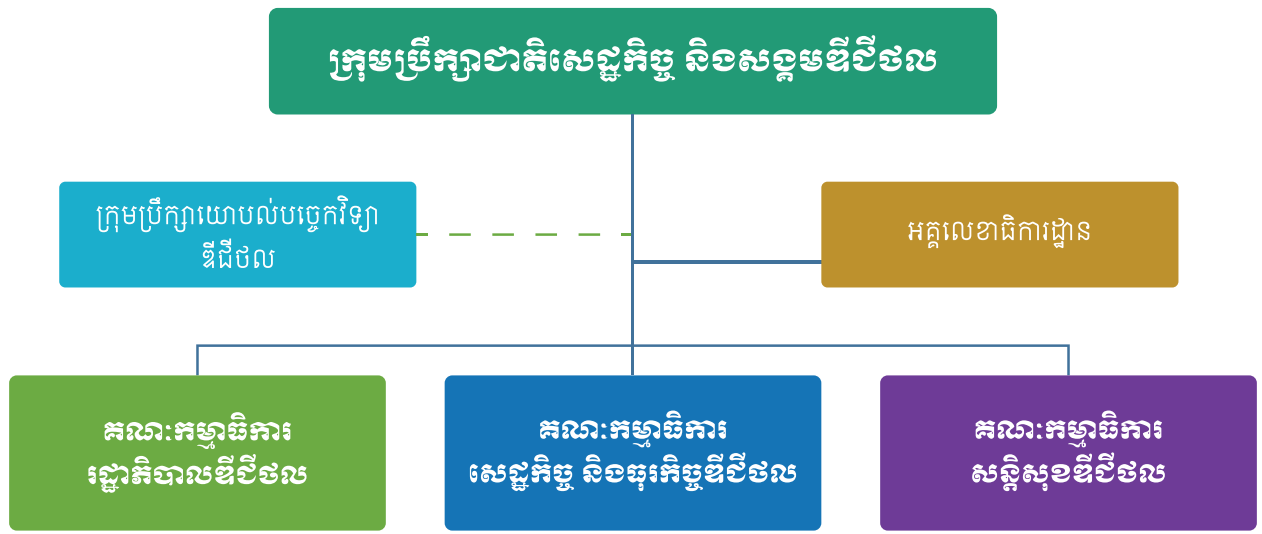 ក្រុមប្រឹក្សាជាតិសេដ្ឋកិច្ច និងសង្គមឌីជីថល
ក្រុមប្រឹក្សាយោបល់បច្ចេកវិទ្យា
ឌីជីថល
អគ្គលេខាធិការដ្ឋាន
គណៈកម្មាធិការ
រដ្ឋាភិបាលឌីជីថល
គណៈកម្មាធិការ
សេដ្ឋកិច្ច និងធុរកិច្ចឌីជីថល
គណៈកម្មាធិការ
សន្តិសុខឌីជីថល